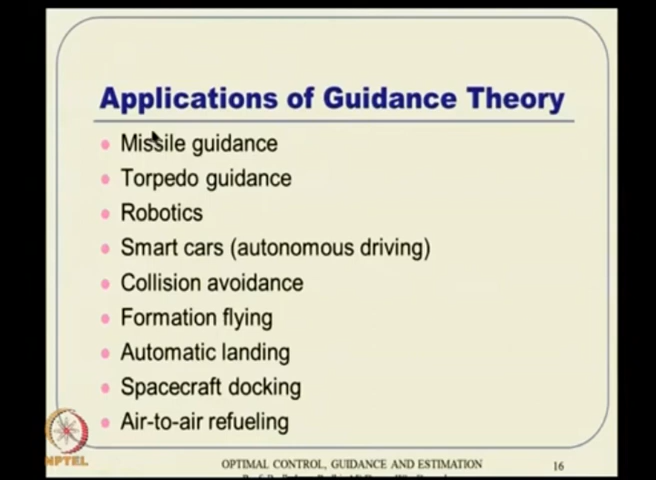 Applications of Guidance Theory
Missile guidance
Torpedo guidance
Robotics
Smart cars (autonomous driving)
Collision avoidance
Formation flying
Automatic landing
Spacecraft docking
Air-to-air refueling
NPTEL
OPTIMAL CONTROL, GUIDANCE AND ESTIMATION
16